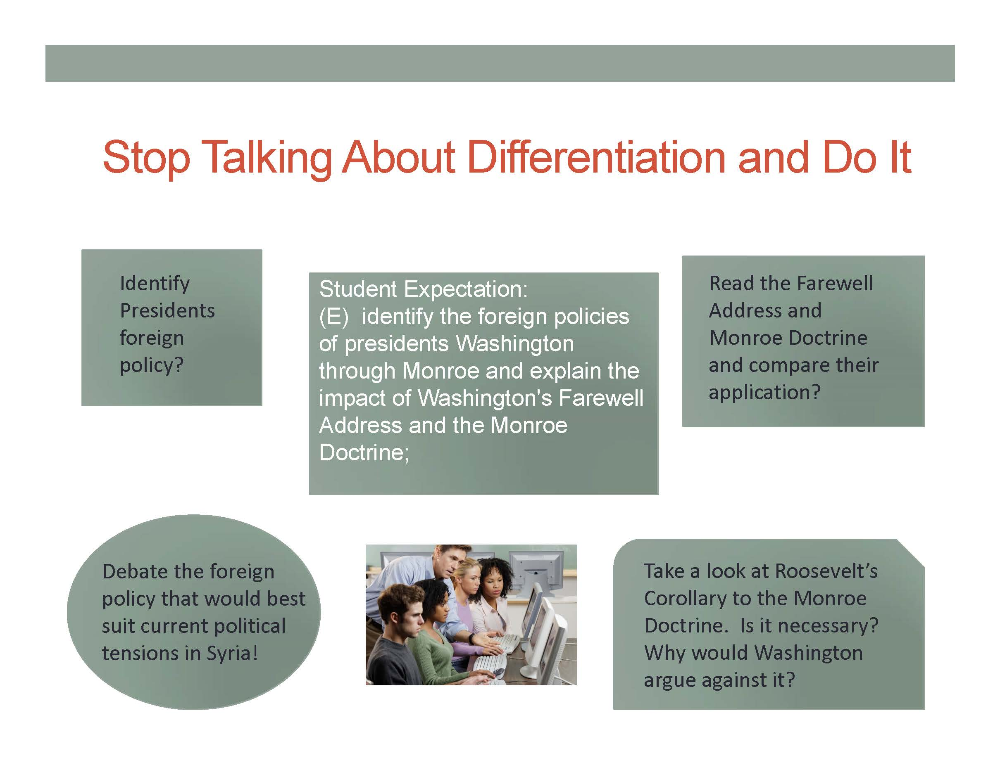 Stop Talking About Differentiation and Do It
Identify
Presidents
foreign
policy?
Student Expectation:
(E)  identify the foreign policies
of presidents Washington
through Monroe and explain the
impact of Washington's Farewell
Address and the Monroe
Doctrine;
Read the Farewell
Address and
Monroe Doctrine
and compare their
application?
Debate the foreign
policy that would best
suit current political
tensions in Syria!
Take a look at Roosevelt’s
Corollary to the Monroe
Doctrine.  Is it necessary?
Why would Washington
argue against it?